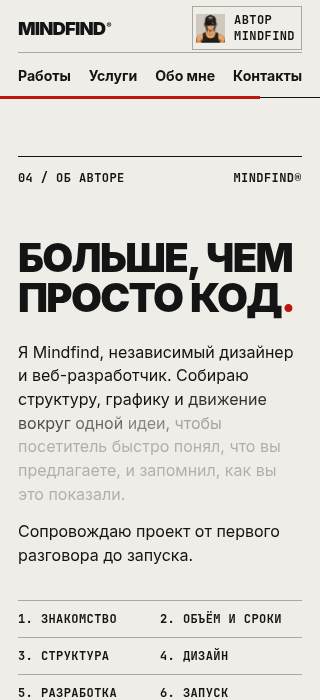 MINDFIND®
АВТОР
MINDFIND
Работы Услуги Обо мне Контакты
04 / ОБ АВТОРЕ MINDFIND®
БОЛЬШЕ, ЧЕМ
ПРОСТО КОД.
Я Mindfind, независимый дизайнер
и веб-разработчик. Собираю
структуру, графику и движение
вокруг одной идеи, чтобы
посетитель быстро понял, что вы
предлагаете, и запомнил, как вы
это показали.
Сопровождаю проект от первого
разговора до запуска.
1. ЗНАКОМСТВО 2. ОБЪЁМ И СРОКИ
3. СТРУКТУРА 4. ДИЗАЙН
5. РАЗРАБОТКА 6. ЗАПУСК